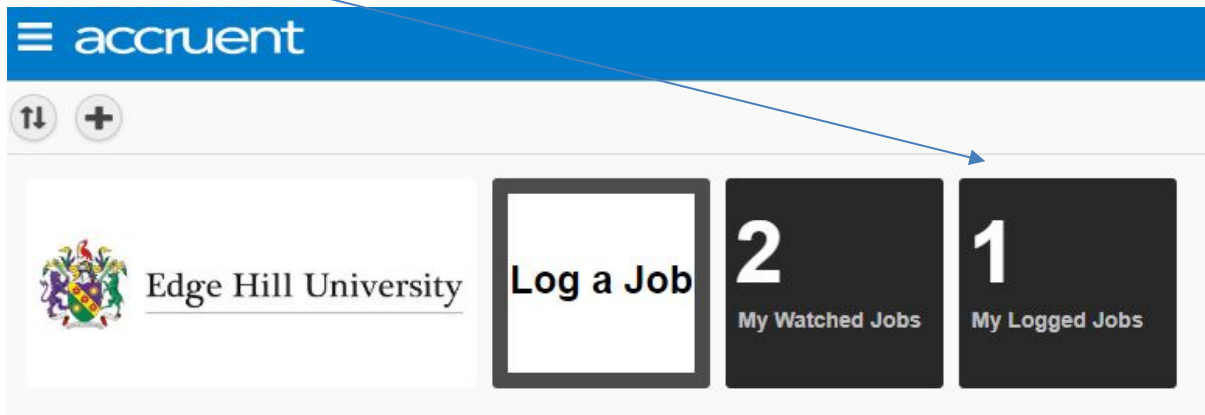 accruent
Edge Hill University
Log a Job
2
My Watched Jobs
1
My Logged Jobs